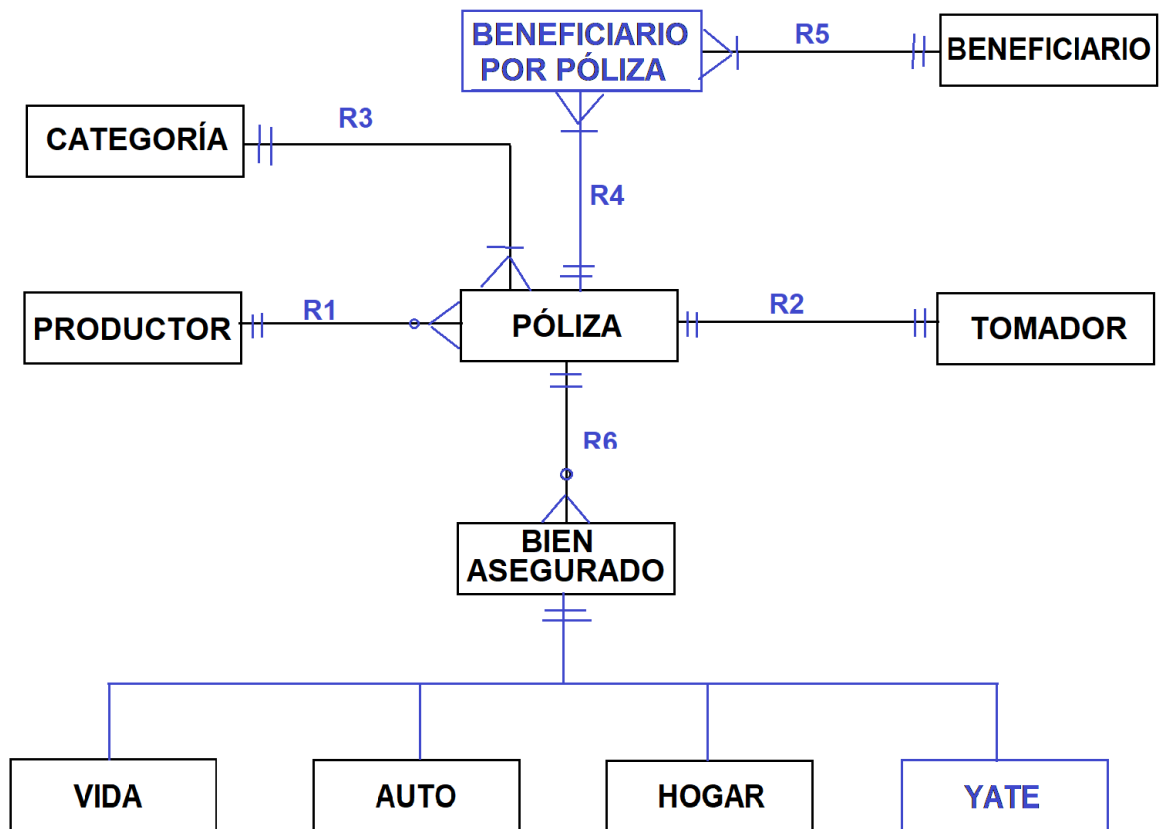 BENEFICIARIO
POR PÓLIZA
R5
BENEFICIARIO
CATEGORÍA
R3
R4
PRODUCTOR
R1
PÓLIZA
R2
TOMADOR
R6
BIEN
ASEGURADO
VIDA
AUTO
HOGAR
YATE